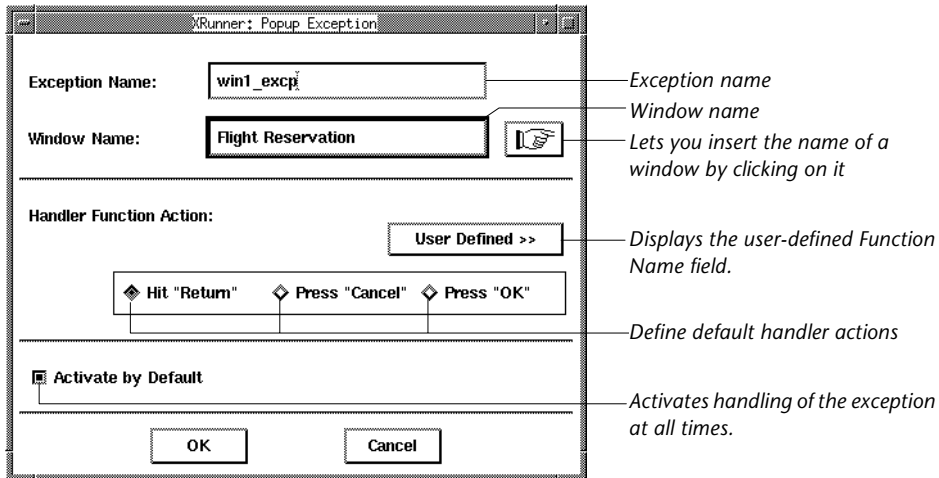 XRunner: Popup Exception
Exception Name:
win1_excp
Exception name
Window name
Window Name:
Flight Reservation
Lets you insert the name of a
window by clicking on it
Handler Function Action:
User Defined >>
Displays the user-defined Function
Name field.
Hit "Return"
Press "Cancel"
Press "OK"
Define default handler actions
Activate by Default
Activates handling of the exception
at all times.
OK
Cancel